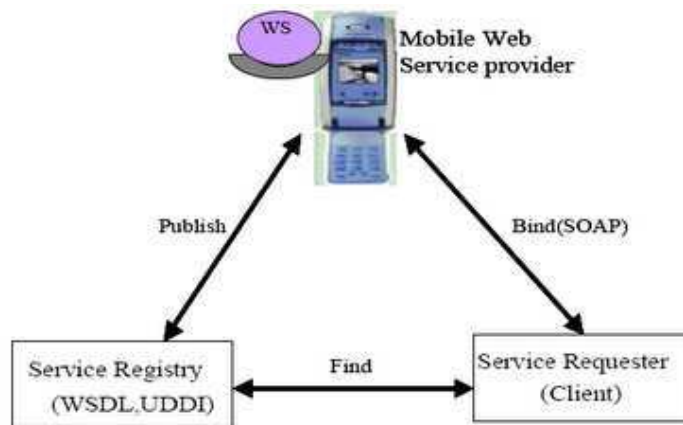 WS
Mobile Web
Service provider
Publish
Bind(SOAP)
Service Registry
(WSDL,UDDI)
Find
Service Requester
(Client)